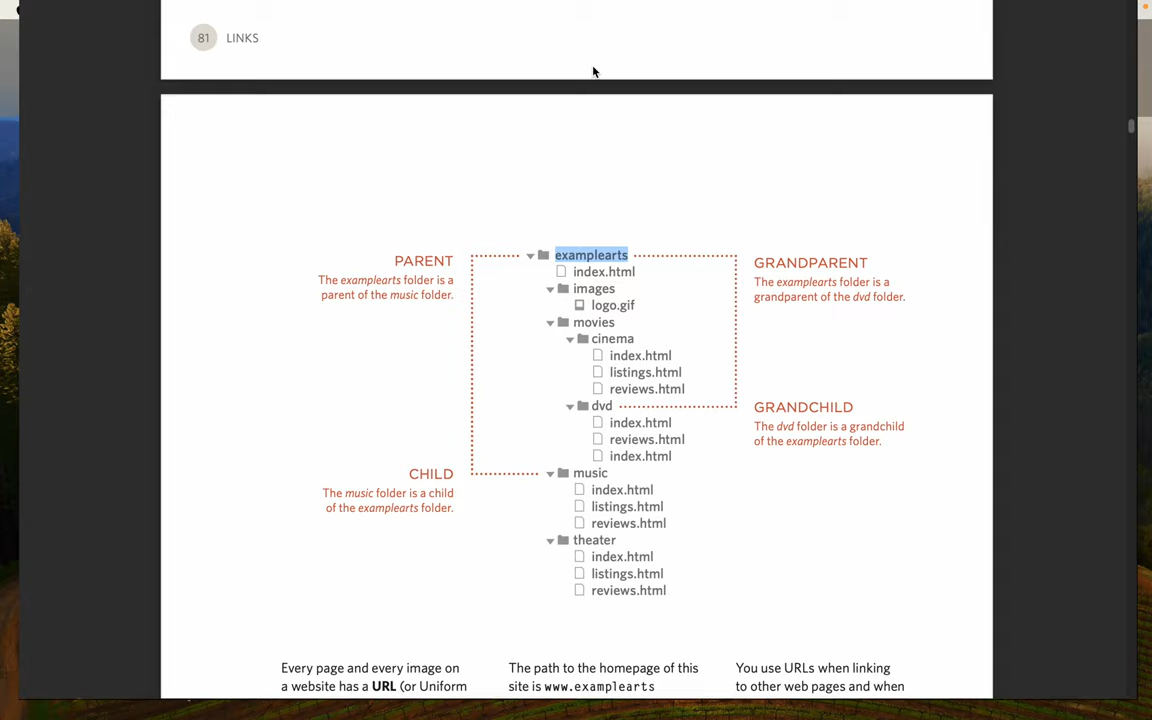 81 LINKS
PARENT
The examplearts folder is a
parent of the music folder.
CHILD
The music folder is a child
of the examplearts folder.
examplearts
index.html
images
logo.gif
movies
cinema
index.html
listings.html
reviews.html
dvd
index.html
reviews.html
index.html
music
index.html
listings.html
reviews.html
theater
index.html
listings.html
reviews.html
GRANDPARENT
The examplearts folder is a
grandparent of the dvd folder.
GRANDCHILD
The dvd folder is a grandchild
of the examplearts folder.
Every page and every image on
a website has a URL (or Uniform
The path to the homepage of this
site is www.examplearts
You use URLs when linking
to other web pages and when